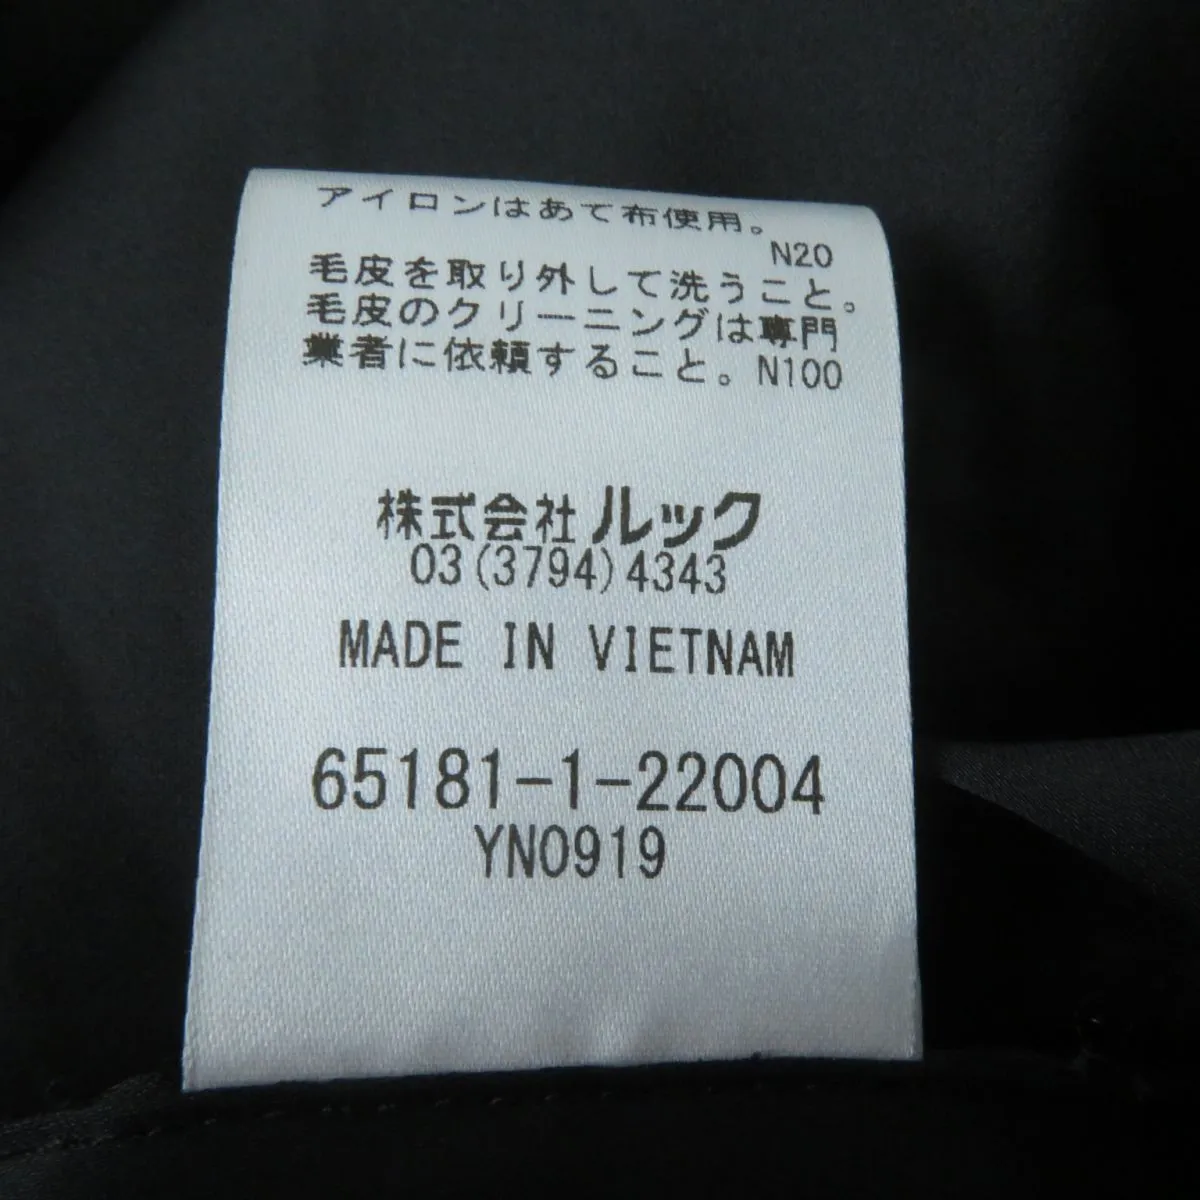 アイロンはあて布使用。
N20
毛皮を取り外して洗うこと。
毛皮のクリーニングは専門
業者に依頼すること。N100
株式会社ルック
03(3794)4343
MADE IN VIETNAM
65181-1-22004
YN0919